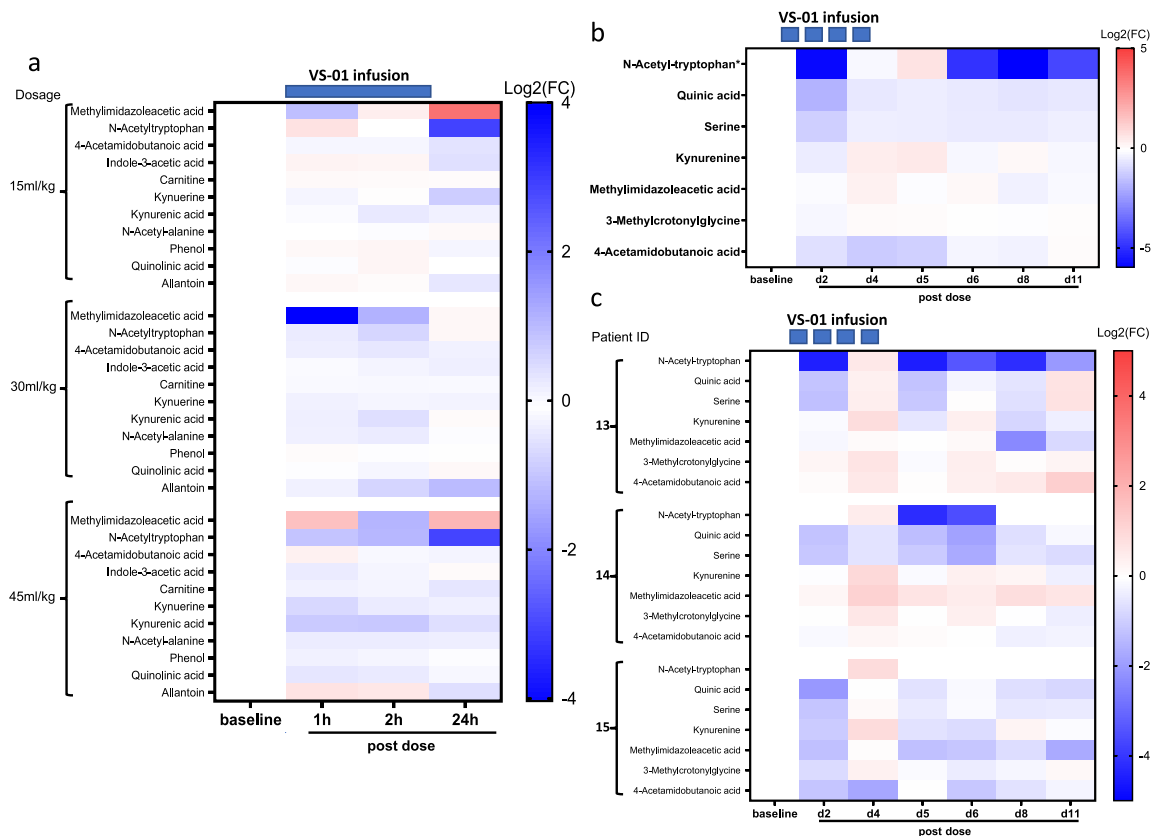 a
VS-01 infusion
Log2(FC)
Dosage
15ml/kg
Methylimidazoleacetic acid
N-Acetyltryptophan
4-Acetamidobutanoic acid
Indole-3-acetic acid
Carnitine
Kynuerine
Kynurenic acid
N-Acetyl-alanine
Phenol
Quinolinic acid
Allantoin
30ml/kg
Methylimidazoleacetic acid
N-Acetyltryptophan
4-Acetamidobutanoic acid
Indole-3-acetic acid
Carnitine
Kynuerine
Kynurenic acid
N-Acetyl-alanine
Phenol
Quinolinic acid
Allantoin
45ml/kg
Methylimidazoleacetic acid
N-Acetyltryptophan
4-Acetamidobutanoic acid
Indole-3-acetic acid
Carnitine
Kynuerine
Kynurenic acid
N-Acetyl-alanine
Phenol
Quinolinic acid
Allantoin
baseline 1h 2h 24h
post dose
4
2
0
-2
-4
b
VS-01 infusion
Log2(FC)
N-Acetyl-tryptophan*
Quinic acid
Serine
Kynurenine
Methylimidazoleacetic acid
3-Methylcrotonylglycine
4-Acetamidobutanoic acid
baseline d2 d4 d5 d6 d8 d11
post dose
5
0
-5
c
VS-01 infusion
Log2(FC)
Patient ID
13
N-Acetyl-tryptophan
Quinic acid
Serine
Kynurenine
Methylimidazoleacetic acid
3-Methylcrotonylglycine
4-Acetamidobutanoic acid
14
N-Acetyl-tryptophan
Quinic acid
Serine
Kynurenine
Methylimidazoleacetic acid
3-Methylcrotonylglycine
4-Acetamidobutanoic acid
15
N-Acetyl-tryptophan
Quinic acid
Serine
Kynurenine
Methylimidazoleacetic acid
3-Methylcrotonylglycine
4-Acetamidobutanoic acid
baseline d2 d4 d5 d6 d8 d11
post dose
4
2
0
-2
-4